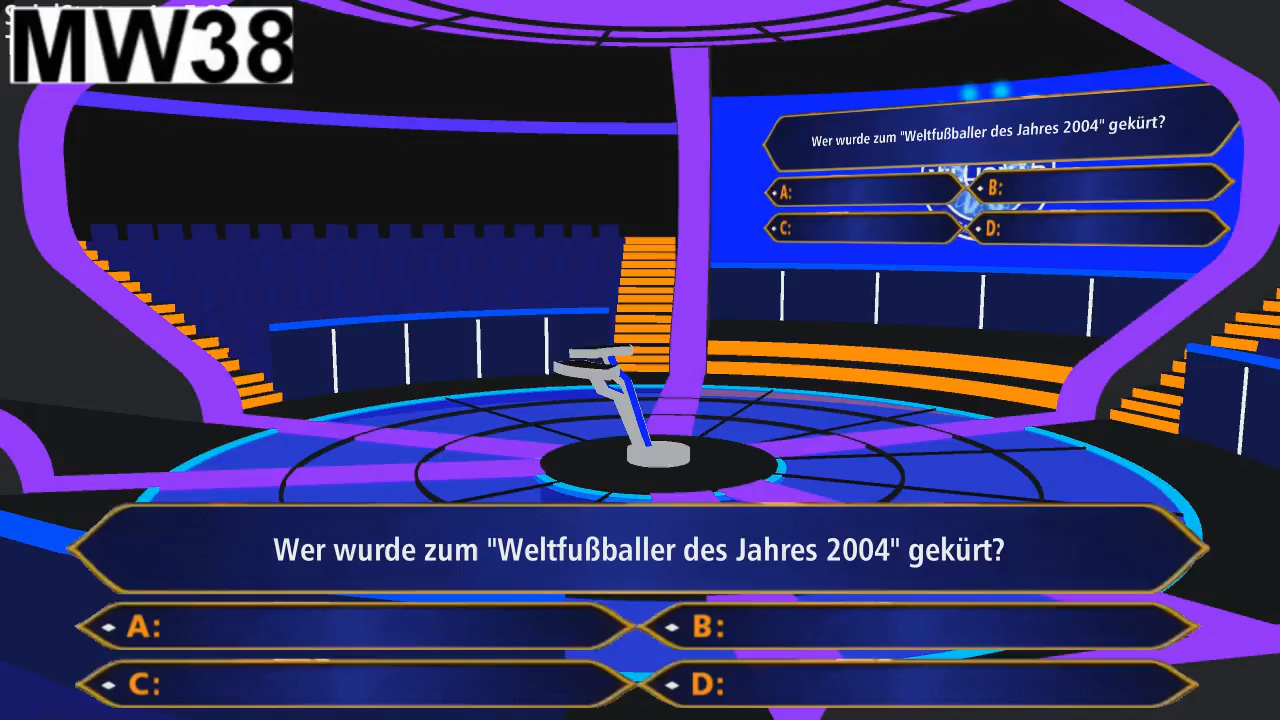 MW38
Wer wurde zum "Weltfußballer des Jahres 2004" gekürt?
A:
B:
C:
D:
Wer wurde zum "Weltfußballer des Jahres 2004" gekürt?
A:
B:
C:
D: